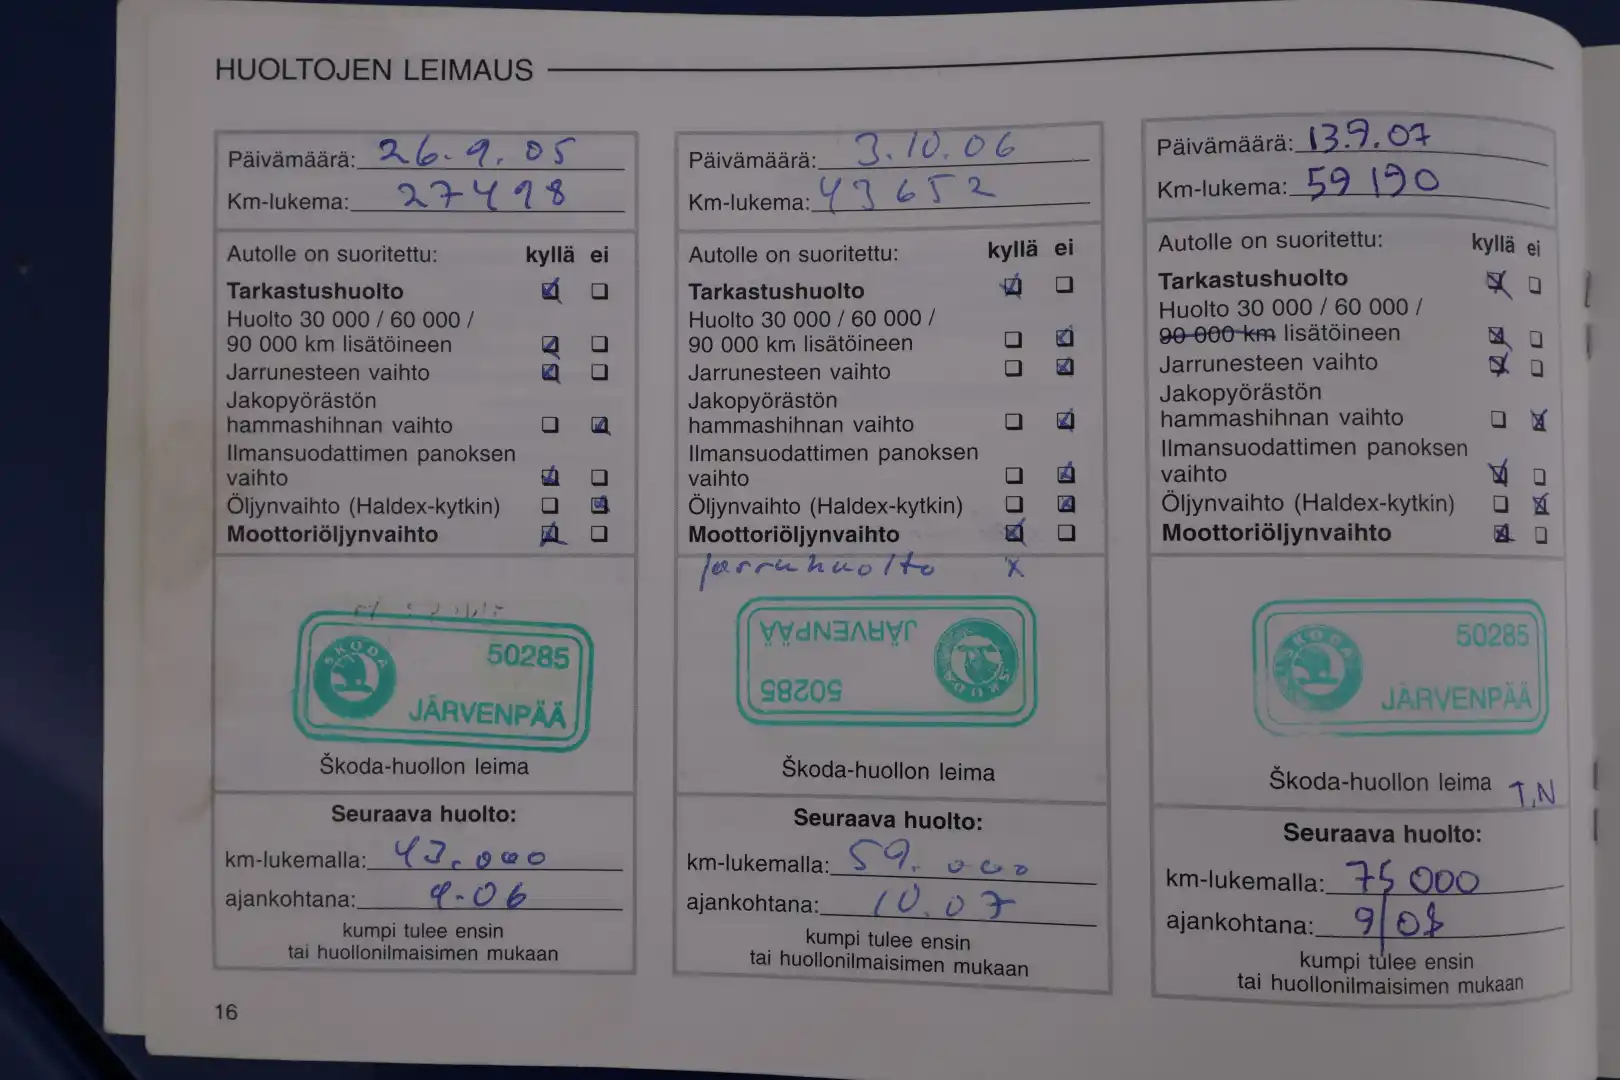 HUOLTOJEN LEIMAUS
Päivämäärä: 26.9.05
Km-lukema: 27498
Autolle on suoritettu: kyllä ei
Tarkastushuolto
Huolto 30 000 / 60 000 /
90 000 km lisätöineen
Jarrunesteen vaihto
Jakopyörästön
hammashihnan vaihto
Ilmansuodattimen panoksen
vaihto
Öljynvaihto (Haldex-kytkin)
Moottoriöljynvaihto
SKODA
50285
JÄRVENPÄÄ
Škoda-huollon leima
Seuraava huolto:
km-lukemalla: 43.000
ajankohtana: 9-06
kumpi tulee ensin
tai huollonilmaisimen mukaan
Päivämäärä: 3.10.06
Km-lukema: 43652
Autolle on suoritettu: kyllä ei
Tarkastushuolto
Huolto 30 000 / 60 000 /
90 000 km lisätöineen
Jarrunesteen vaihto
Jakopyörästön
hammashihnan vaihto
Ilmansuodattimen panoksen
vaihto
Öljynvaihto (Haldex-kytkin)
Moottoriöljynvaihto
Jarruhuolto x
SKODA
50285
JÄRVENPÄÄ
Škoda-huollon leima
Seuraava huolto:
km-lukemalla: 59.000
ajankohtana: 10.07
kumpi tulee ensin
tai huollonilmaisimen mukaan
Päivämäärä: 13.9.07
Km-lukema: 59190
Autolle on suoritettu: kyllä ei
Tarkastushuolto
Huolto 30 000 / 60 000 /
90 000 km lisätöineen
Jarrunesteen vaihto
Jakopyörästön
hammashihnan vaihto
Ilmansuodattimen panoksen
vaihto
Öljynvaihto (Haldex-kytkin)
Moottoriöljynvaihto
SKODA
50285
JÄRVENPÄÄ
Škoda-huollon leima T.N
Seuraava huolto:
km-lukemalla: 75 000
ajankohtana: 9/08
kumpi tulee ensin
tai huollonilmaisimen mukaan
16